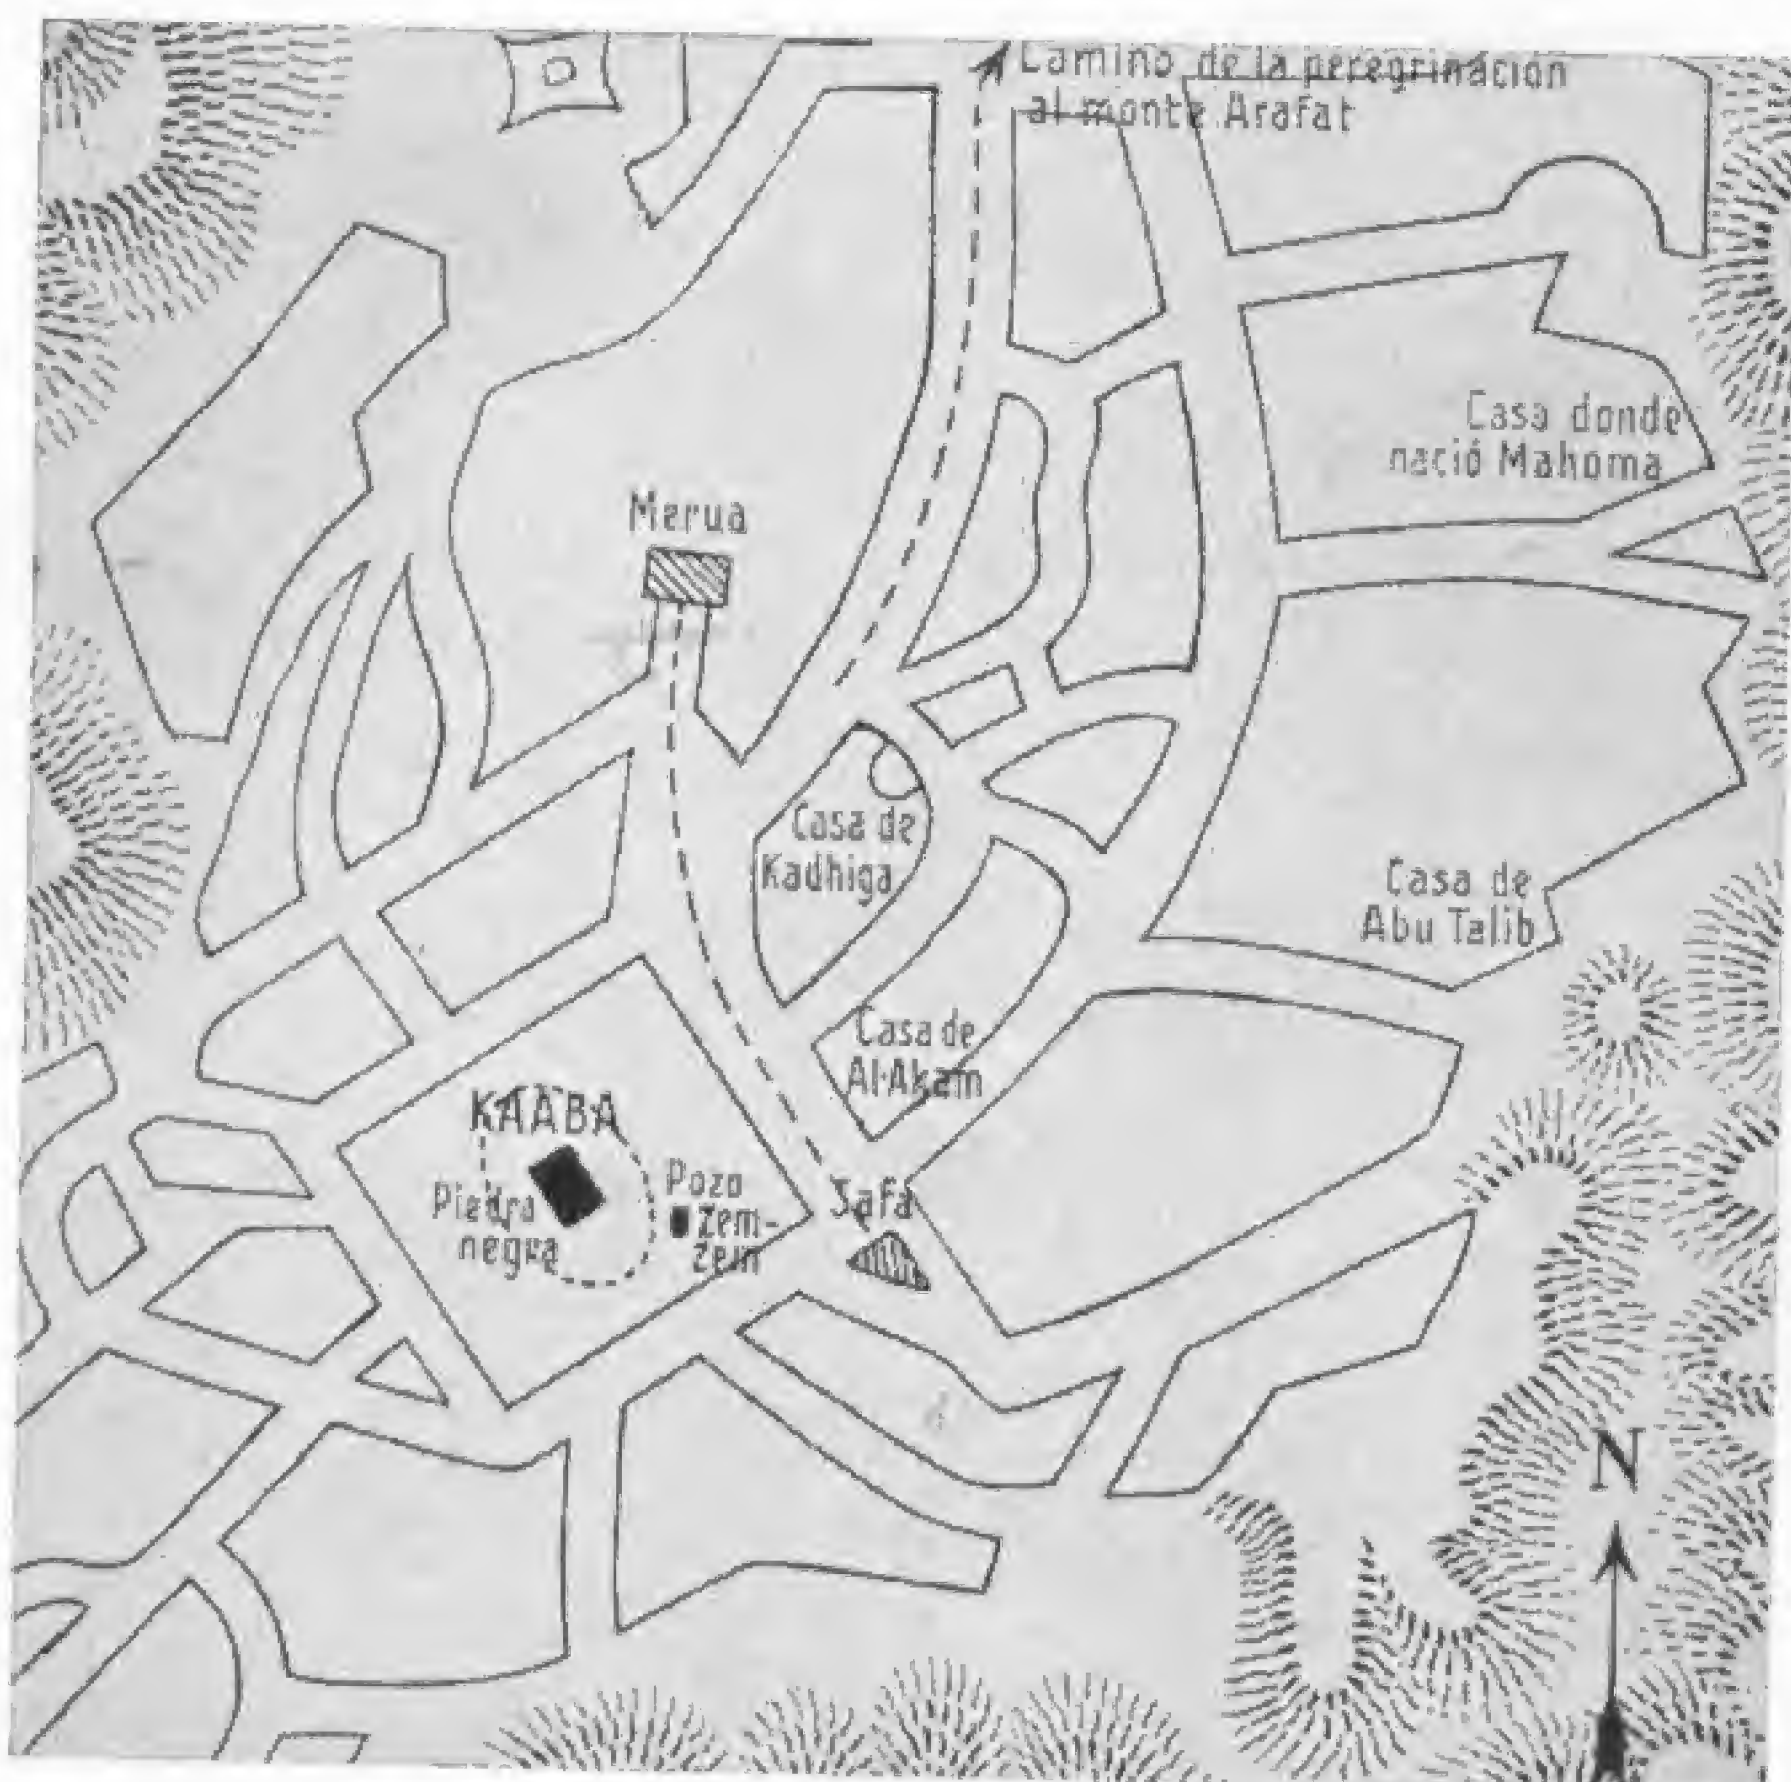 Camino de la peregrinación
al monte Arafat
Casa donde
nació Mahoma
Merua
Casa de
Kadhiga
Casa de
Abu Talib
Casa de
Al-Akam
KAABA
Piedra
negra
Pozo
Zem-
Zem
Safa
N